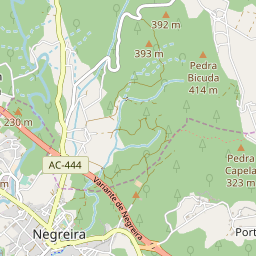 392 m
393 m
Pedra
Bicuda
414 m
230 m
AC-444
Variante de Negreira
Pedra
Capela
323 m
Negreira
Port